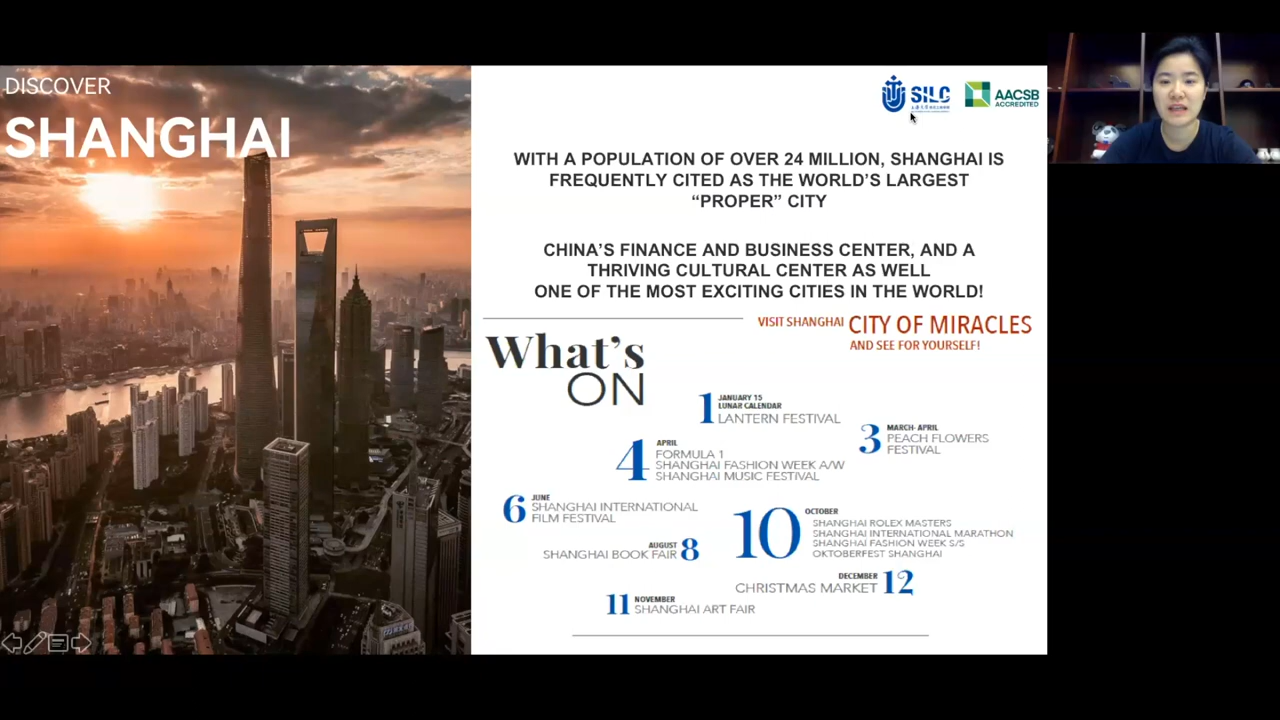 DISCOVER
SHANGHAI
SILC
AACSB
ACCREDITED
WITH A POPULATION OF OVER 24 MILLION, SHANGHAI IS
FREQUENTLY CITED AS THE WORLD'S LARGEST
“PROPER” CITY
CHINA'S FINANCE AND BUSINESS CENTER, AND A
THRIVING CULTURAL CENTER AS WELL
ONE OF THE MOST EXCITING CITIES IN THE WORLD!
VISIT SHANGHAI CITY OF MIRACLES
AND SEE FOR YOURSELF!
What's
ON
1 JANUARY 15
LUNAR CALENDAR
LANTERN FESTIVAL
3 MARCH- APRIL
PEACH FLOWERS
FESTIVAL
4 APRIL
FORMULA 1
SHANGHAI FASHION WEEK A/W
SHANGHAI MUSIC FESTIVAL
6 JUNE
SHANGHAI INTERNATIONAL
FILM FESTIVAL
10 OCTOBER
SHANGHAI ROLEX MASTERS
SHANGHAI INTERNATIONAL MARATHON
SHANGHAI FASHION WEEK S/S
OKTOBERFEST SHANGHAI
AUGUST 8
SHANGHAI BOOK FAIR
DECEMBER 12
CHRISTMAS MARKET
11 NOVEMBER
SHANGHAI ART FAIR